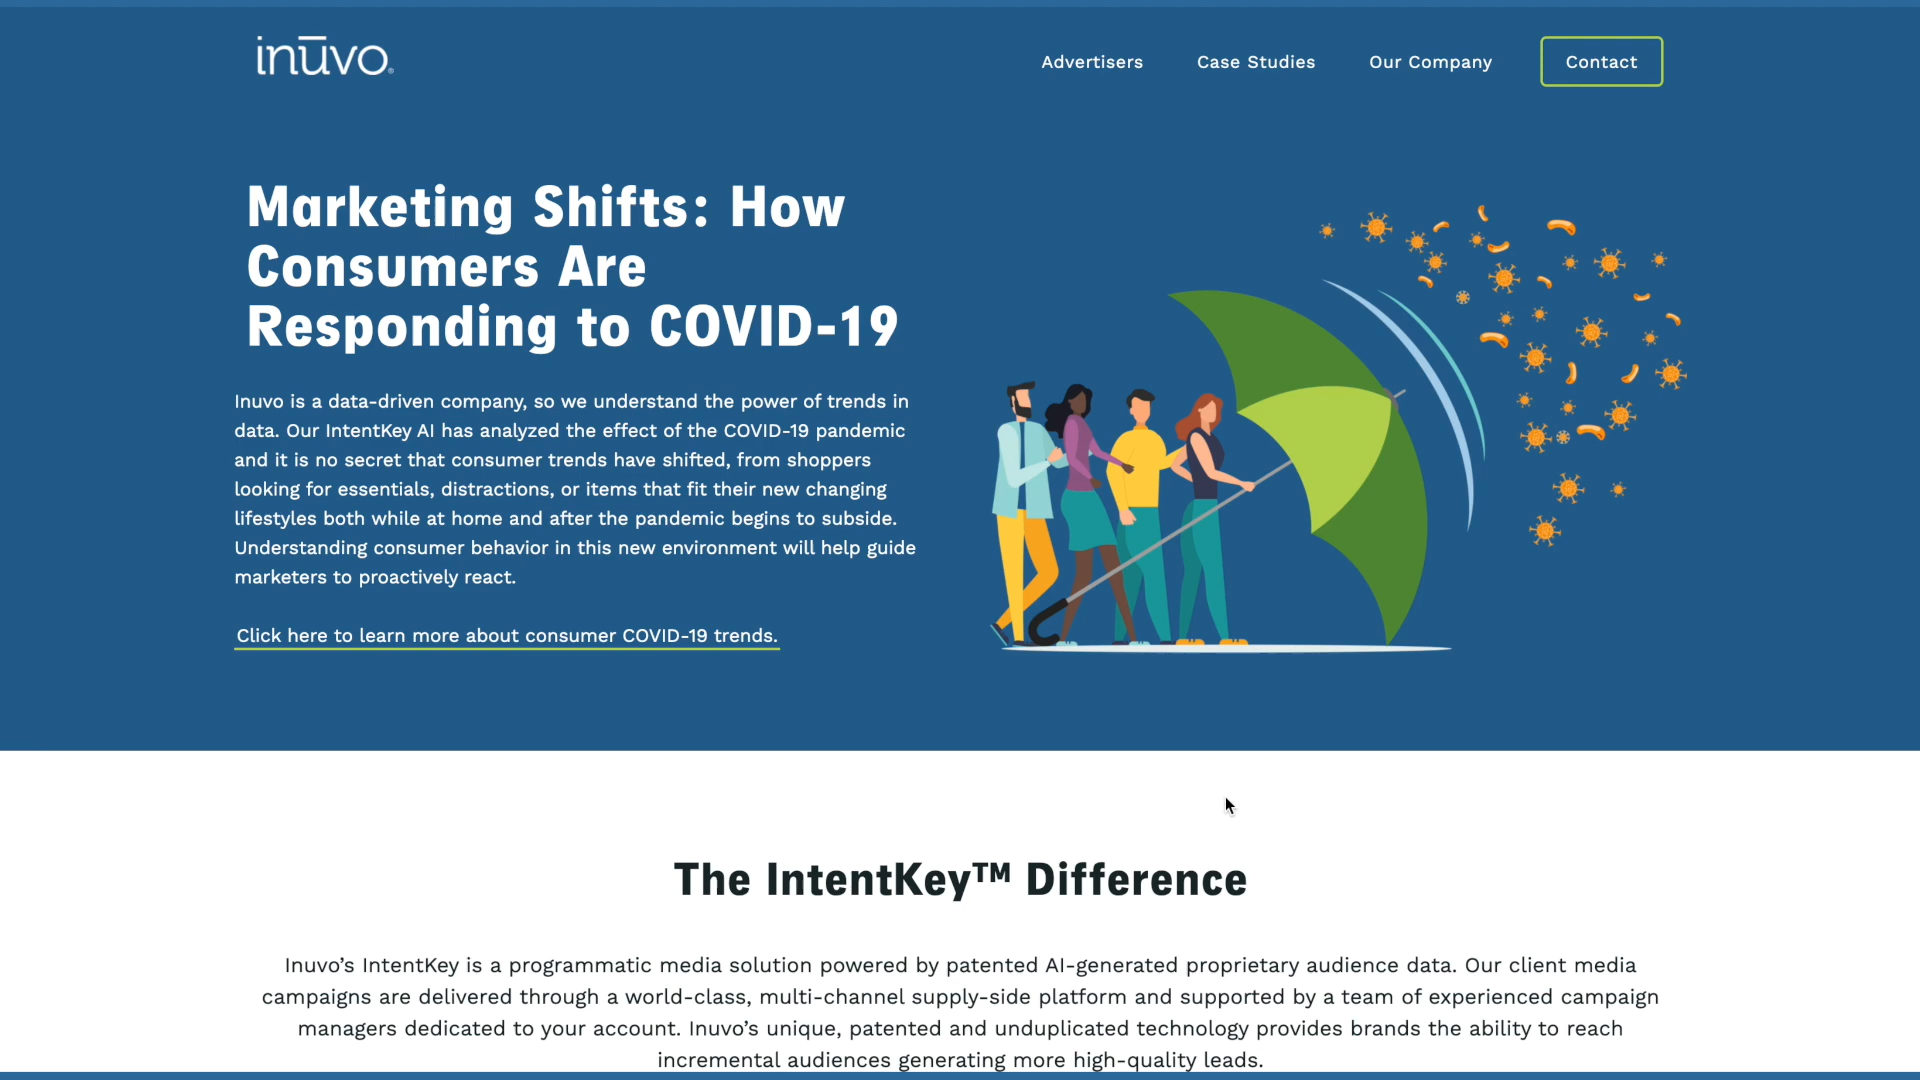 inūvo®
Advertisers
Case Studies
Our Company
Contact
Marketing Shifts: How
Consumers Are
Responding to COVID-19
Inuvo is a data-driven company, so we understand the power of trends in
data. Our IntentKey AI has analyzed the effect of the COVID-19 pandemic
and it is no secret that consumer trends have shifted, from shoppers
looking for essentials, distractions, or items that fit their new changing
lifestyles both while at home and after the pandemic begins to subside.
Understanding consumer behavior in this new environment will help guide
marketers to proactively react.
Click here to learn more about consumer COVID-19 trends.
The IntentKey™ Difference
Inuvo’s IntentKey is a programmatic media solution powered by patented AI-generated proprietary audience data. Our client media
campaigns are delivered through a world-class, multi-channel supply-side platform and supported by a team of experienced campaign
managers dedicated to your account. Inuvo’s unique, patented and unduplicated technology provides brands the ability to reach
incremental audiences generating more high-quality leads.